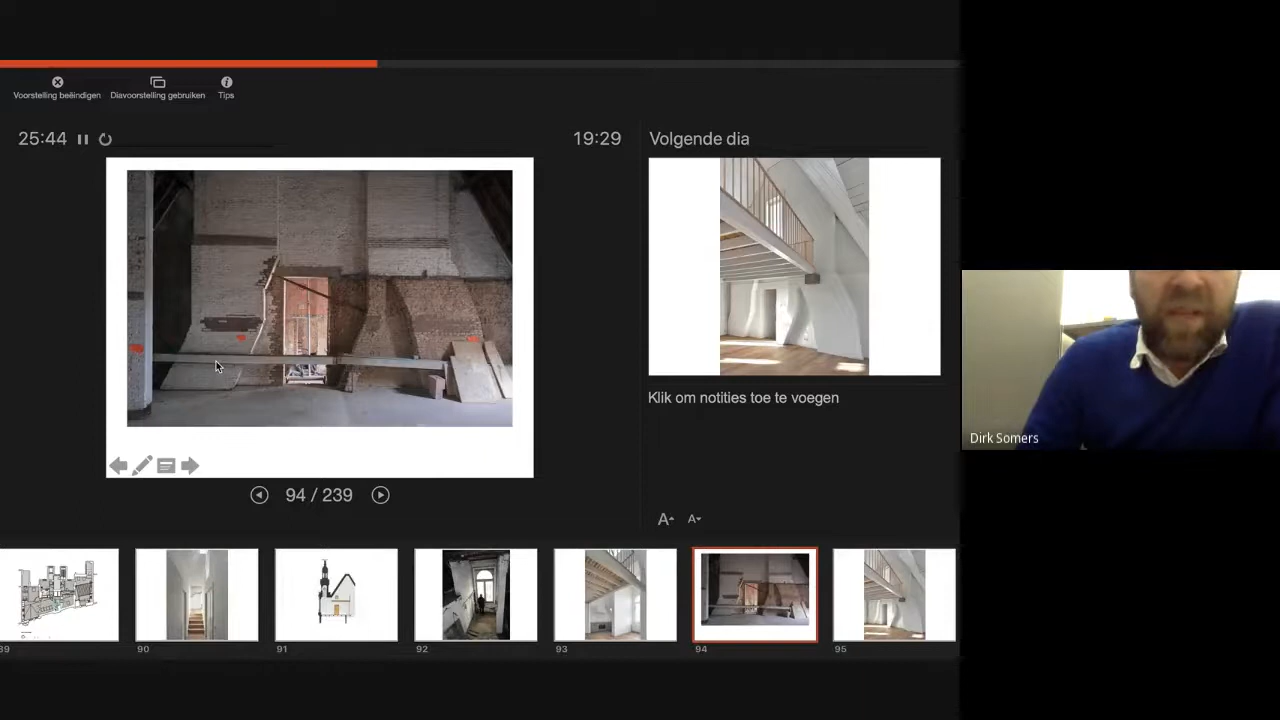 Voorstelling beëindigen
Diavoorstelling gebruiken
Tips
25:44
19:29
Volgende dia
Klik om notities toe te voegen
94 / 239
A
A
Dirk Somers
89
90
91
92
93
94
95